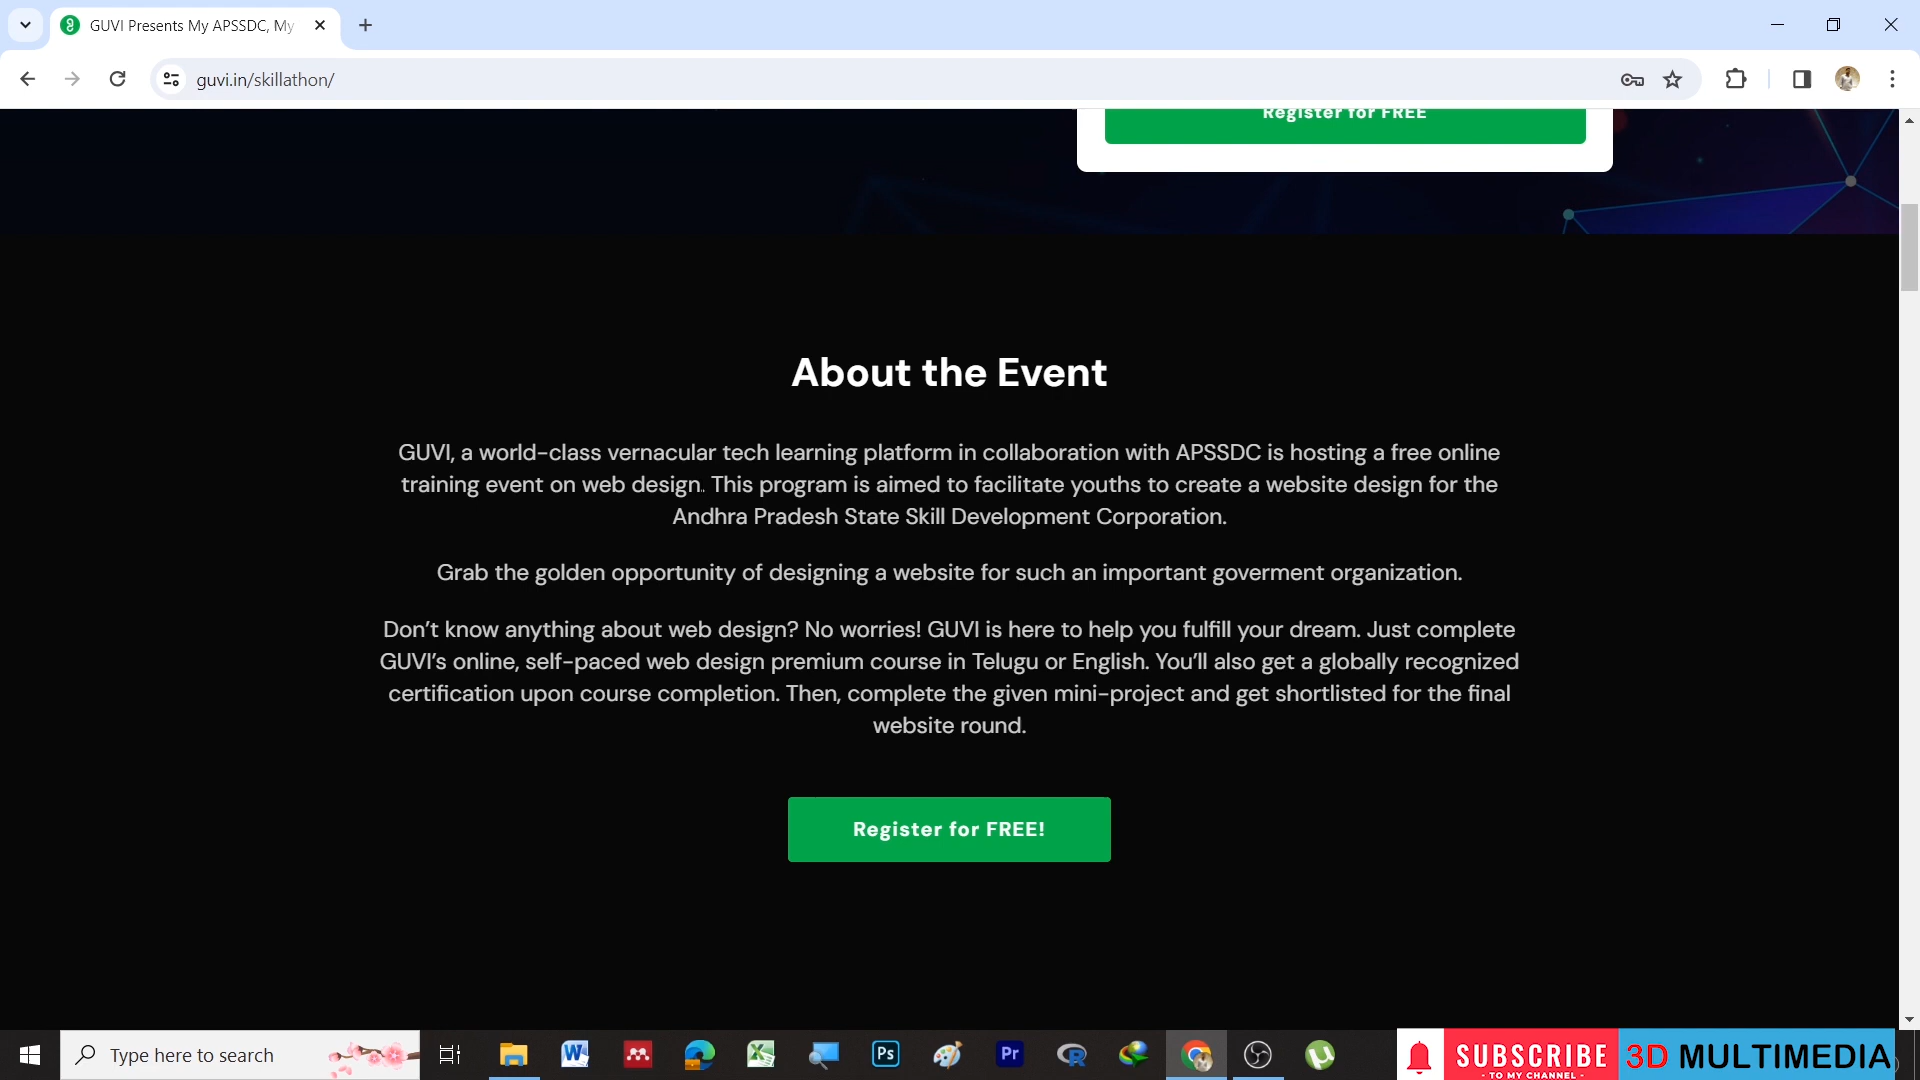 GUVI Presents My APSSDC, My
guvi.in/skillathon/
Register for FREE
About the Event
GUVI, a world-class vernacular tech learning platform in collaboration with APSSDC is hosting a free online
training event on web design. This program is aimed to facilitate youths to create a website design for the
Andhra Pradesh State Skill Development Corporation.
Grab the golden opportunity of designing a website for such an important goverment organization.
Don't know anything about web design? No worries! GUVI is here to help you fulfill your dream. Just complete
GUVI's online, self-paced web design premium course in Telugu or English. You'll also get a globally recognized
certification upon course completion. Then, complete the given mini-project and get shortlisted for the final
website round.
Register for FREE!
Type here to search
Ps
Pr
SUBSCRIBE
- TO MY CHANNEL -
3D MULTIMEDIA